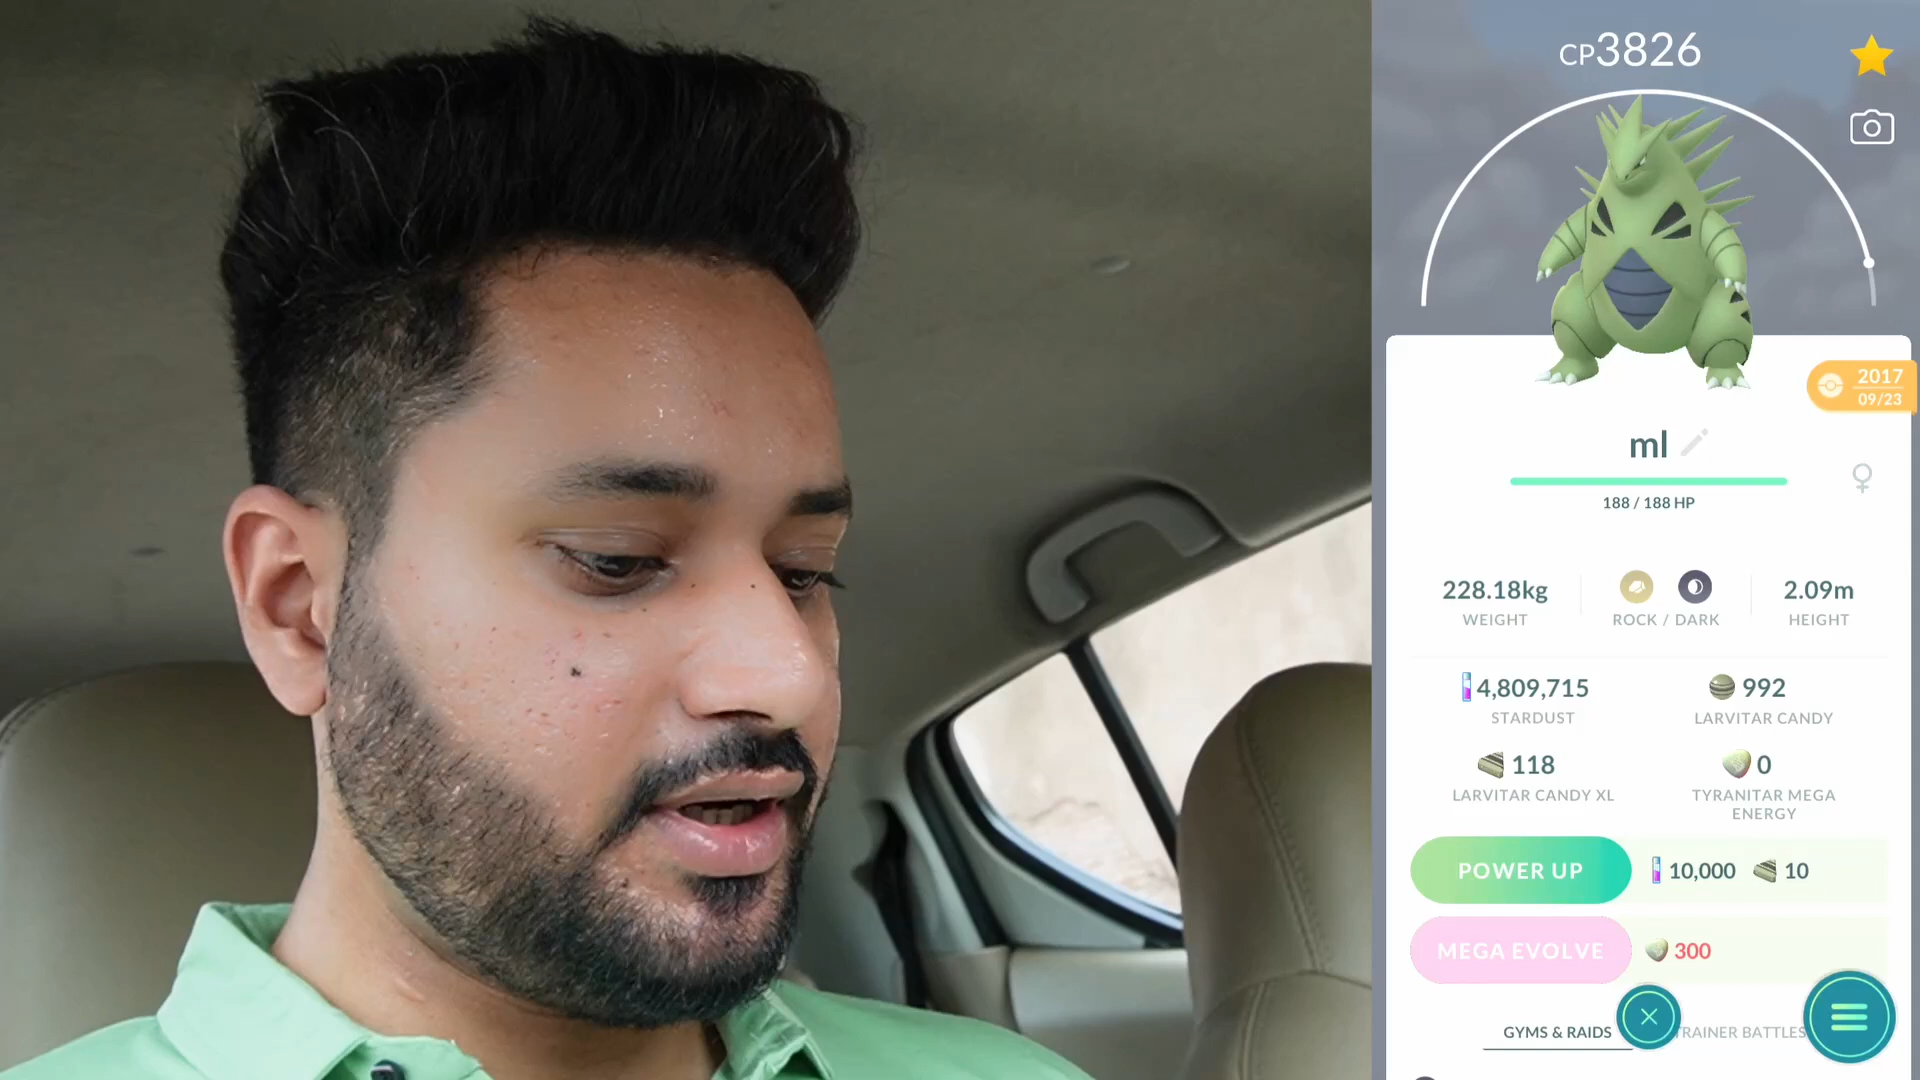 CP3826
2017
09/23
ml
188 / 188 HP
228.18kg
WEIGHT
ROCK / DARK
2.09m
HEIGHT
4,809,715
STARDUST
992
LARVITAR CANDY
118
LARVITAR CANDY XL
0
TYRANITAR MEGA
ENERGY
POWER UP
10,000
10
MEGA EVOLVE
300
GYMS & RAIDS
TRAINER BATTLES